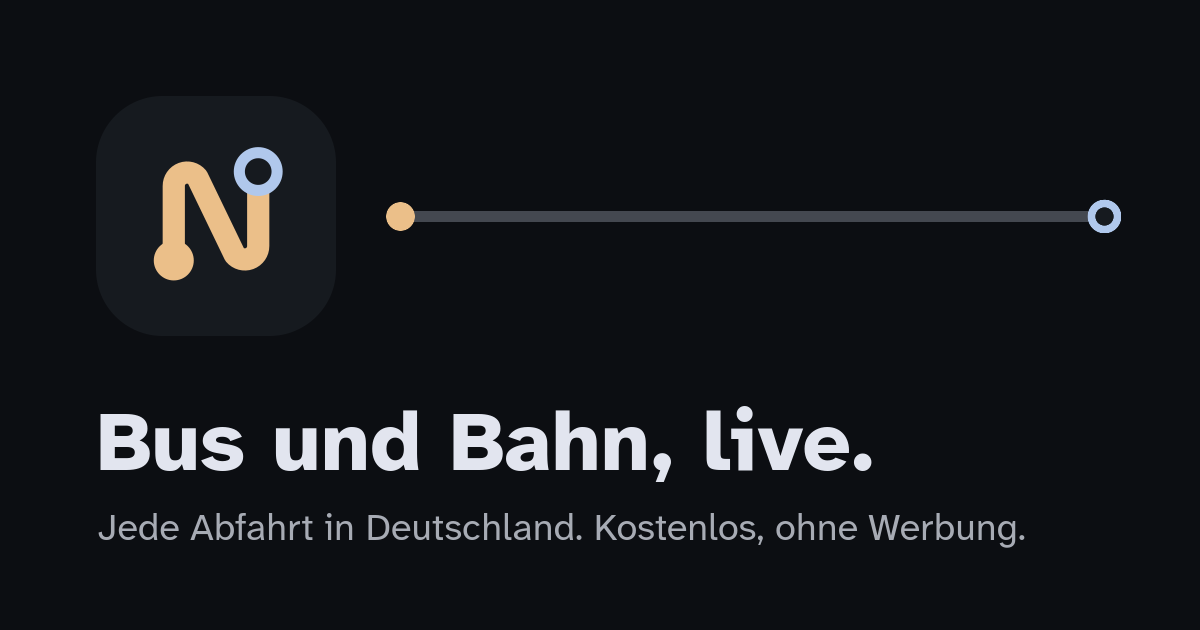 N
Bus und Bahn, live.
Jede Abfahrt in Deutschland. Kostenlos, ohne Werbung.